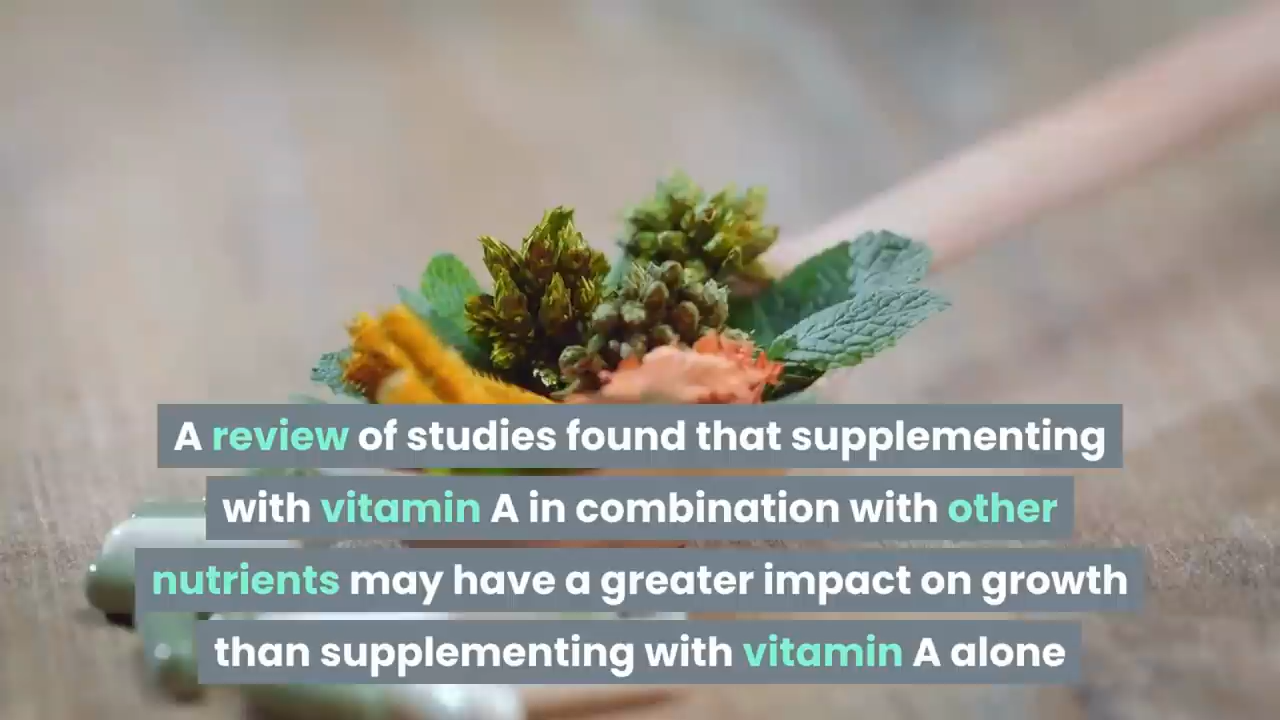 A review of studies found that supplementing
with vitamin A in combination with other
nutrients may have a greater impact on growth
than supplementing with vitamin A alone